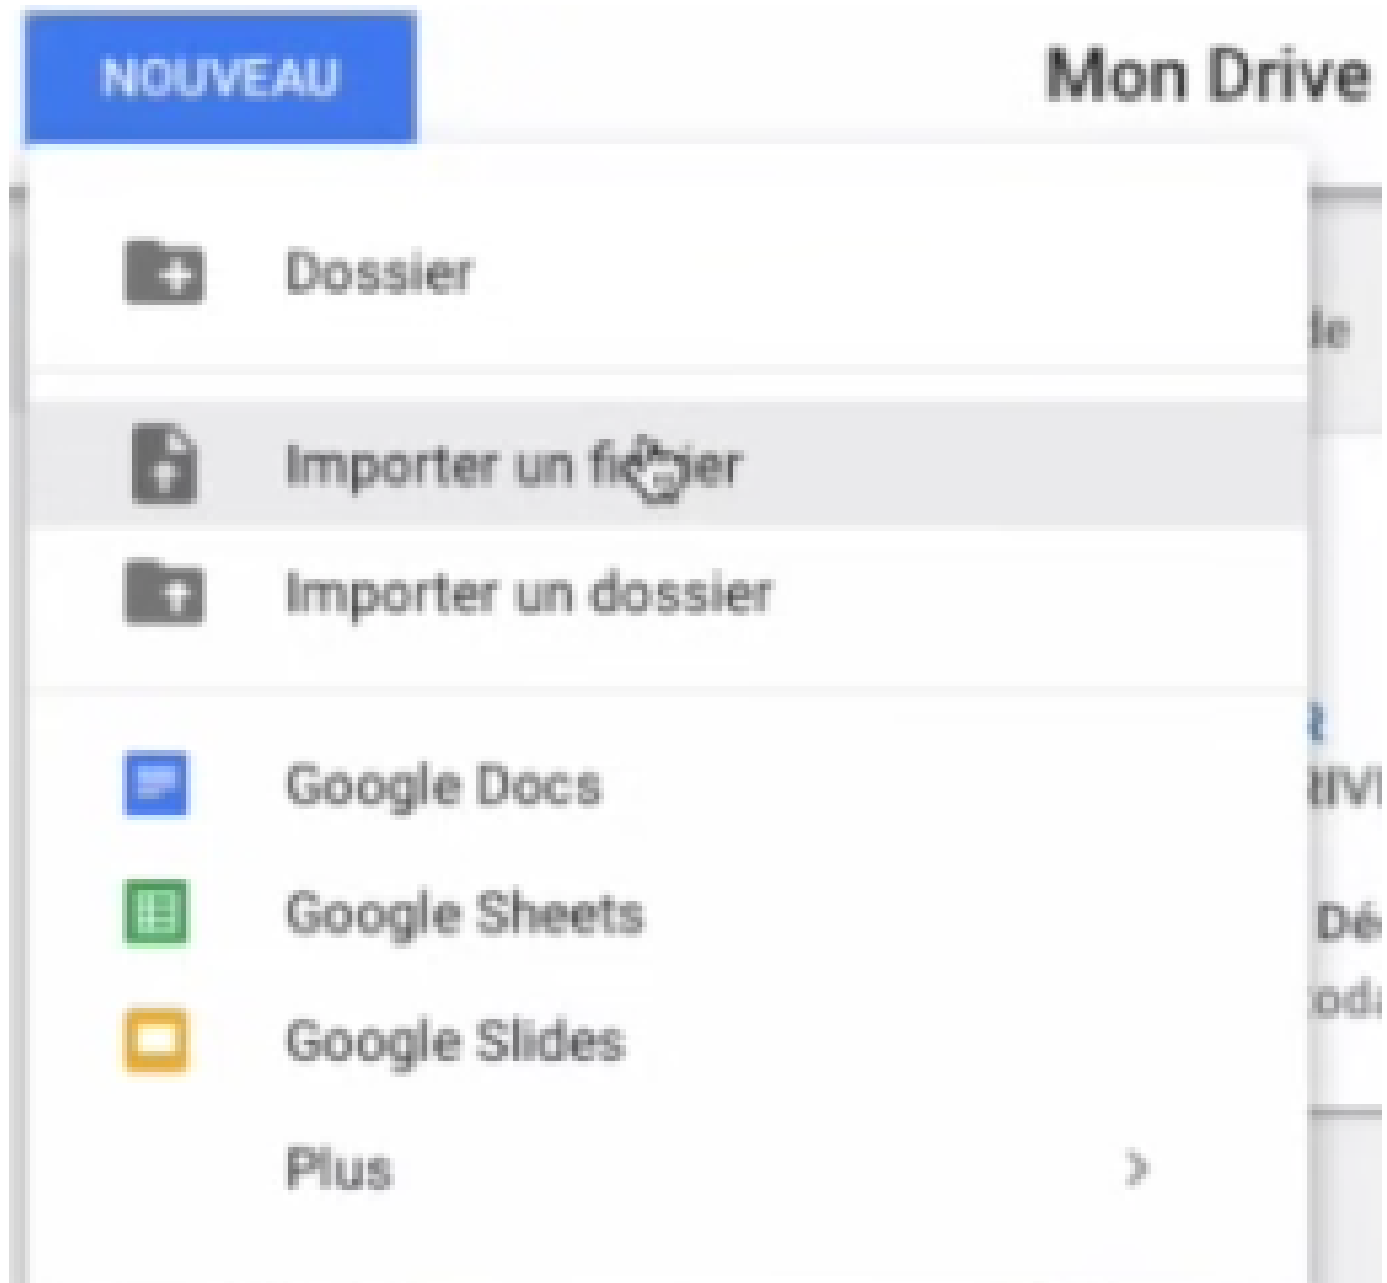 NOUVEAU
Mon Drive
Dossier
Importer un fichier
Importer un dossier
Google Docs
Google Sheets
Google Slides
Plus